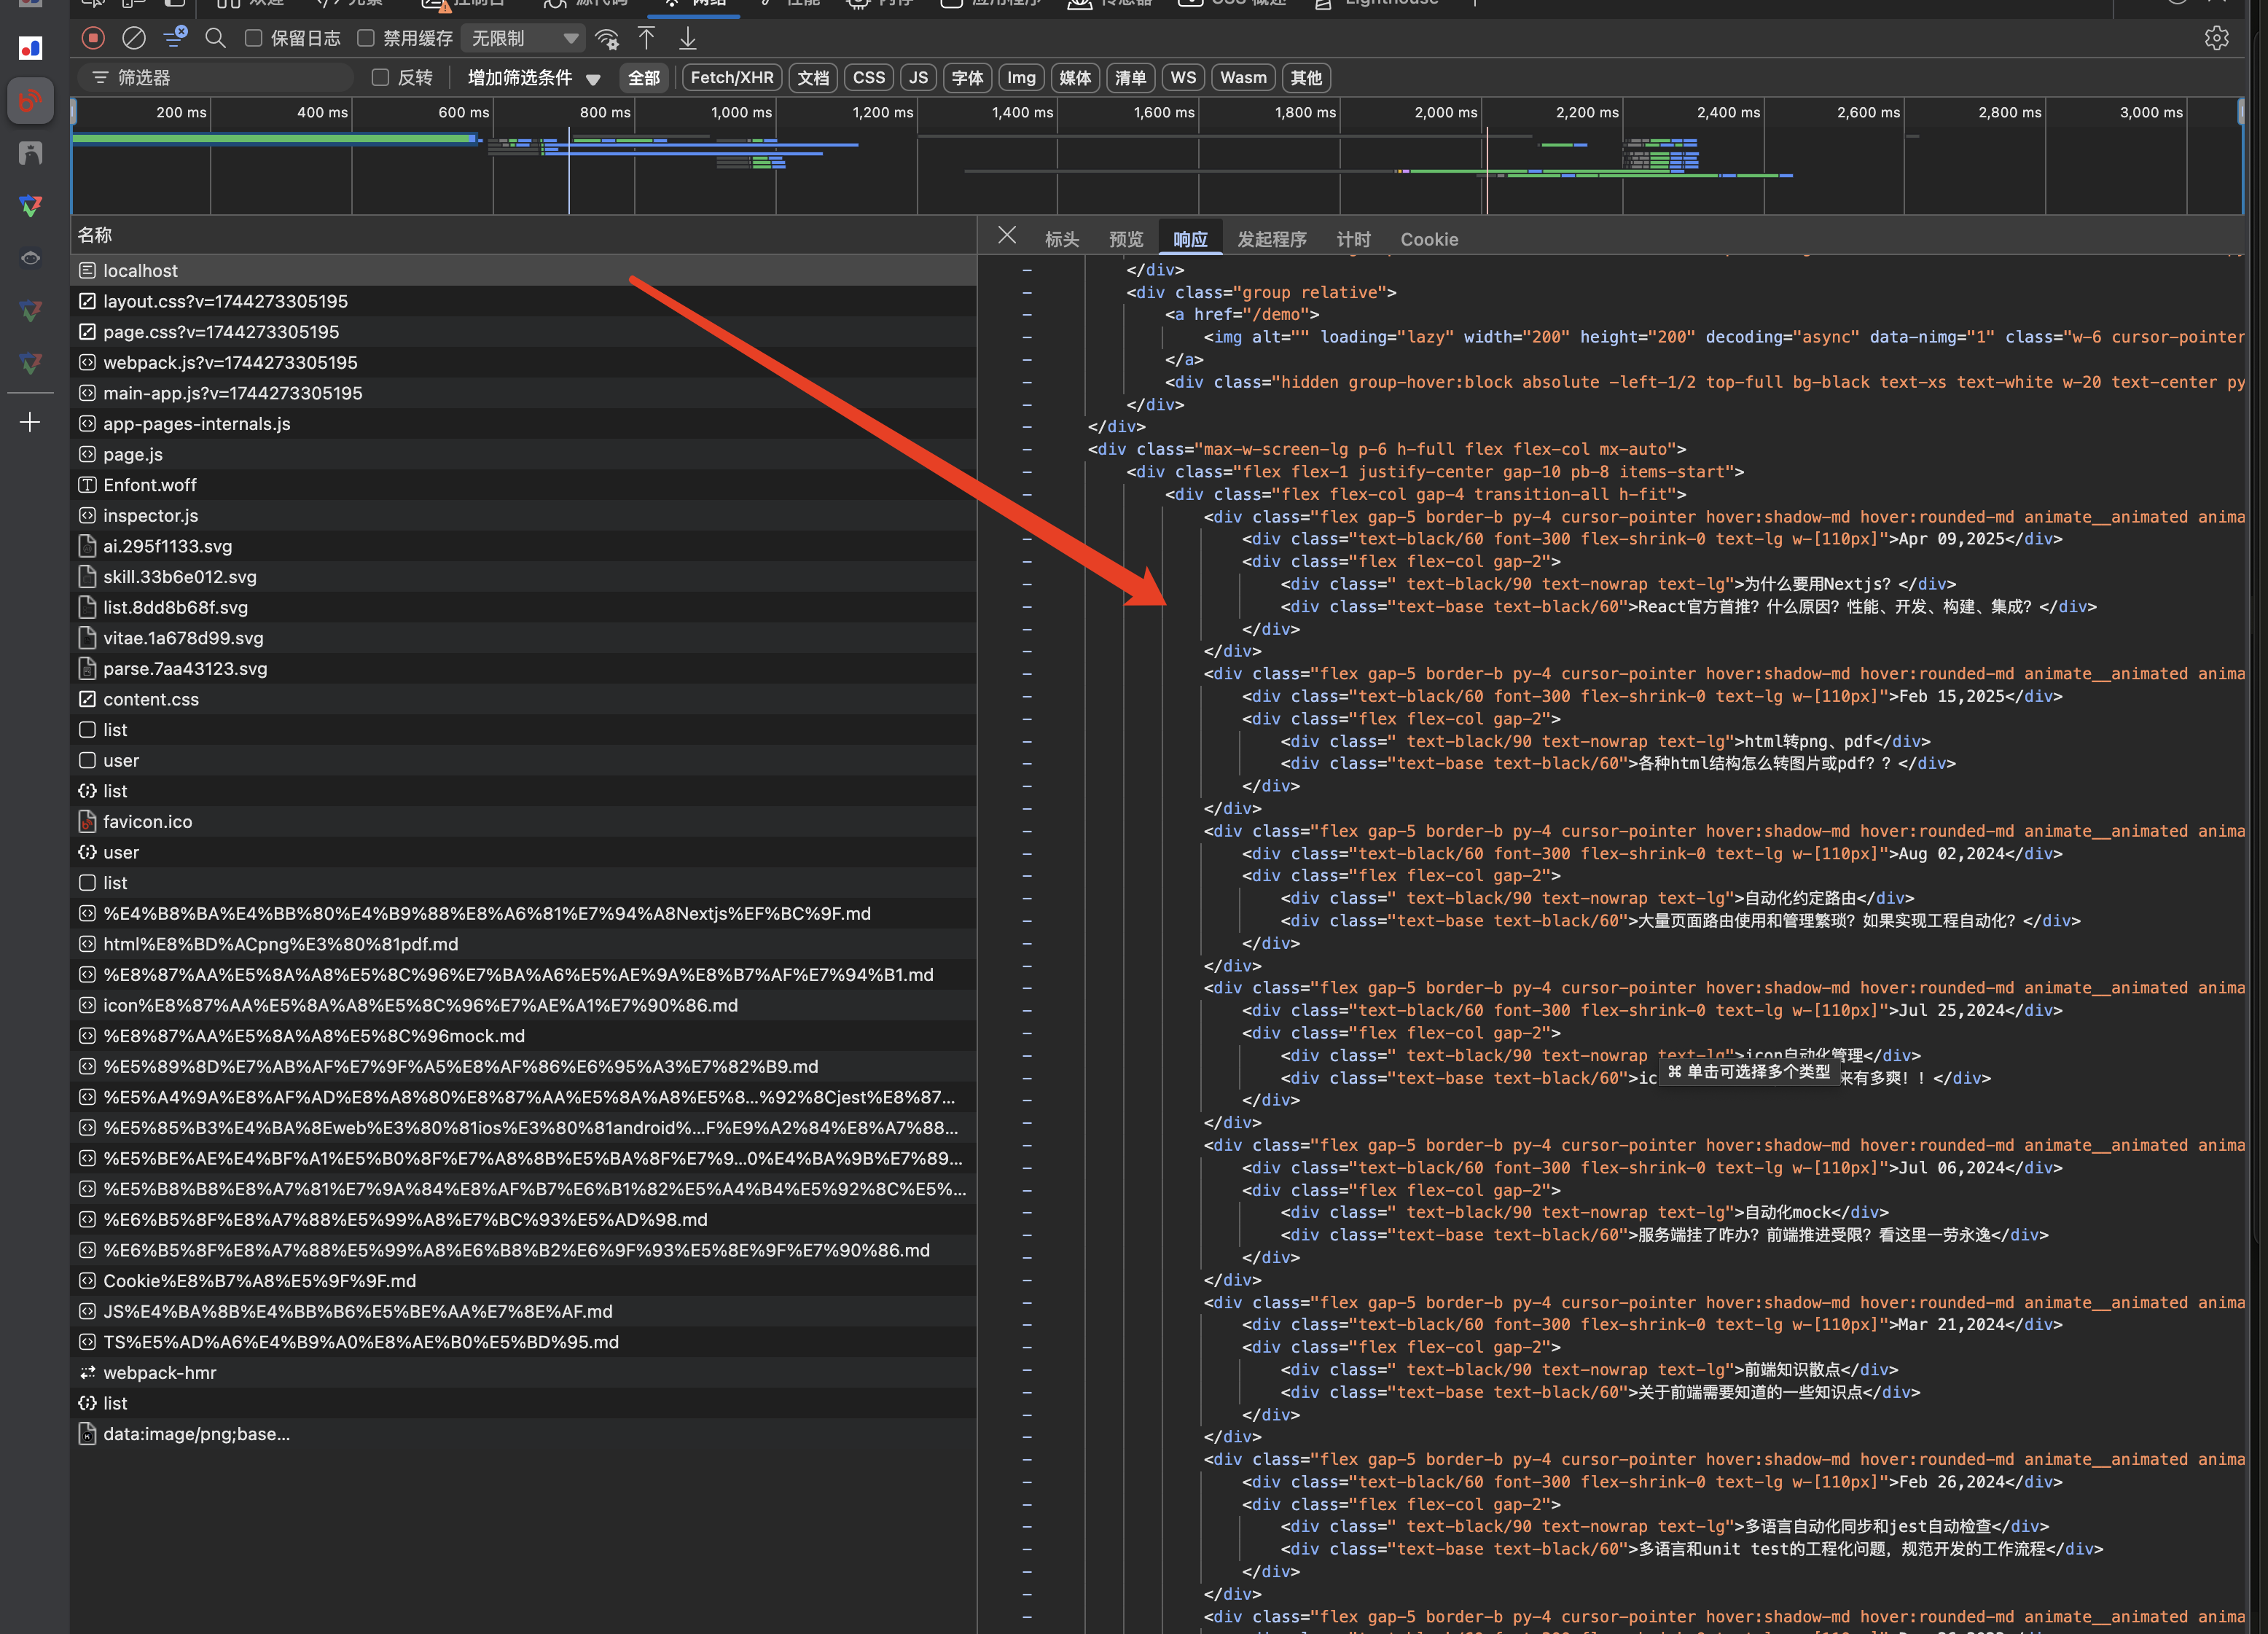 欢迎 元素 控制台 源代码 网络 性能 内存 应用程序 传感器 CSS 概述 Lighthouse
保留日志 禁用缓存 无限制
筛选器 反转 增加筛选条件 全部 Fetch/XHR 文档 CSS JS 字体 Img 媒体 清单 WS Wasm 其他
200 ms 400 ms 600 ms 800 ms 1,000 ms 1,200 ms 1,400 ms 1,600 ms 1,800 ms 2,000 ms 2,200 ms 2,400 ms 2,600 ms 2,800 ms 3,000 ms
名称
localhost
layout.css?v=1744273305195
page.css?v=1744273305195
webpack.js?v=1744273305195
main-app.js?v=1744273305195
app-pages-internals.js
page.js
Enfont.woff
inspector.js
ai.295f1133.svg
skill.33b6e012.svg
list.8dd8b68f.svg
vitae.1a678d99.svg
parse.7aa43123.svg
content.css
list
user
list
favicon.ico
user
list
%E4%B8%BA%E4%BB%80%E4%B9%88%E8%A6%81%E7%94%A8Nextjs%EF%BC%9F.md
html%E8%BD%ACpng%E3%80%81pdf.md
%E8%87%AA%E5%8A%A8%E5%8C%96%E7%BA%A6%E5%AE%9A%E8%B7%AF%E7%94%B1.md
icon%E8%87%AA%E5%8A%A8%E5%8C%96%E7%AE%A1%E7%90%86.md
%E8%87%AA%E5%8A%A8%E5%8C%96mock.md
%E5%89%8D%E7%AB%AF%E7%9F%A5%E8%AF%86%E6%95%A3%E7%82%B9.md
%E5%A4%9A%E8%AF%AD%E8%A8%80%E8%87%AA%E5%8A%A8%E5%8...%92%8Cjest%E8%87...
%E5%85%B3%E4%BA%8Eweb%E3%80%81ios%E3%80%81android%...F%E9%A2%84%E8%A7%88...
%E5%BE%AE%E4%BF%A1%E5%B0%8F%E7%A8%8B%E5%BA%8F%E7%9...0%E4%BA%9B%E7%89...
%E5%B8%B8%E8%A7%81%E7%9A%84%E8%AF%B7%E6%B1%82%E5%A4%B4%E5%92%8C%E5%...
%E6%B5%8F%E8%A7%88%E5%99%A8%E7%BC%93%E5%AD%98.md
%E6%B5%8F%E8%A7%88%E5%99%A8%E6%B8%B2%E6%9F%93%E5%8E%9F%E7%90%86.md
Cookie%E8%B7%A8%E5%9F%9F.md
JS%E4%BA%8B%E4%BB%B6%E5%BE%AA%E7%8E%AF.md
TS%E5%AD%A6%E4%B9%A0%E8%AE%B0%E5%BD%95.md
webpack-hmr
list
data:image/png;base...
标头 预览 响应 发起程序 计时 Cookie
</div>
<div class="group relative">
<a href="/demo">
<img alt="" loading="lazy" width="200" height="200" decoding="async" data-nimg="1" class="w-6 cursor-pointer
</a>
<div class="hidden group-hover:block absolute -left-1/2 top-full bg-black text-xs text-white w-20 text-center py
</div>
</div>
<div class="max-w-screen-lg p-6 h-full flex flex-col mx-auto">
<div class="flex flex-1 justify-center gap-10 pb-8 items-start">
<div class="flex flex-col gap-4 transition-all h-fit">
<div class="flex gap-5 border-b py-4 cursor-pointer hover:shadow-md hover:rounded-md animate__animated anima
<div class="text-black/60 font-300 flex-shrink-0 text-lg w-[110px]">Apr 09,2025</div>
<div class="flex flex-col gap-2">
<div class=" text-black/90 text-nowrap text-lg">为什么要用Nextjs？</div>
<div class="text-base text-black/60">React官方首推？什么原因？性能、开发、构建、集成？</div>
</div>
</div>
<div class="flex gap-5 border-b py-4 cursor-pointer hover:shadow-md hover:rounded-md animate__animated anima
<div class="text-black/60 font-300 flex-shrink-0 text-lg w-[110px]">Feb 15,2025</div>
<div class="flex flex-col gap-2">
<div class=" text-black/90 text-nowrap text-lg">html转png、pdf</div>
<div class="text-base text-black/60">各种html结构怎么转图片或pdf？？</div>
</div>
</div>
<div class="flex gap-5 border-b py-4 cursor-pointer hover:shadow-md hover:rounded-md animate__animated anima
<div class="text-black/60 font-300 flex-shrink-0 text-lg w-[110px]">Aug 02,2024</div>
<div class="flex flex-col gap-2">
<div class=" text-black/90 text-nowrap text-lg">自动化约定路由</div>
<div class="text-base text-black/60">大量页面路由使用和管理繁琐？如果实现工程自动化？</div>
</div>
</div>
<div class="flex gap-5 border-b py-4 cursor-pointer hover:shadow-md hover:rounded-md animate__animated anima
<div class="text-black/60 font-300 flex-shrink-0 text-lg w-[110px]">Jul 25,2024</div>
<div class="flex flex-col gap-2">
<div class=" text-black/90 text-nowrap text-lg">icon自动化管理</div>
<div class="text-base text-black/60">ic 来有多爽！！</div>
⌘ 单击可选择多个类型
</div>
</div>
<div class="flex gap-5 border-b py-4 cursor-pointer hover:shadow-md hover:rounded-md animate__animated anima
<div class="text-black/60 font-300 flex-shrink-0 text-lg w-[110px]">Jul 06,2024</div>
<div class="flex flex-col gap-2">
<div class=" text-black/90 text-nowrap text-lg">自动化mock</div>
<div class="text-base text-black/60">服务端挂了咋办？前端推进受限？看这里一劳永逸</div>
</div>
</div>
<div class="flex gap-5 border-b py-4 cursor-pointer hover:shadow-md hover:rounded-md animate__animated anima
<div class="text-black/60 font-300 flex-shrink-0 text-lg w-[110px]">Mar 21,2024</div>
<div class="flex flex-col gap-2">
<div class=" text-black/90 text-nowrap text-lg">前端知识散点</div>
<div class="text-base text-black/60">关于前端需要知道的一些知识点</div>
</div>
</div>
<div class="flex gap-5 border-b py-4 cursor-pointer hover:shadow-md hover:rounded-md animate__animated anima
<div class="text-black/60 font-300 flex-shrink-0 text-lg w-[110px]">Feb 26,2024</div>
<div class="flex flex-col gap-2">
<div class=" text-black/90 text-nowrap text-lg">多语言自动化同步和jest自动检查</div>
<div class="text-base text-black/60">多语言和unit test的工程化问题，规范开发的工作流程</div>
</div>
</div>
<div class="flex gap-5 border-b py-4 cursor-pointer hover:shadow-md hover:rounded-md animate__animated anima